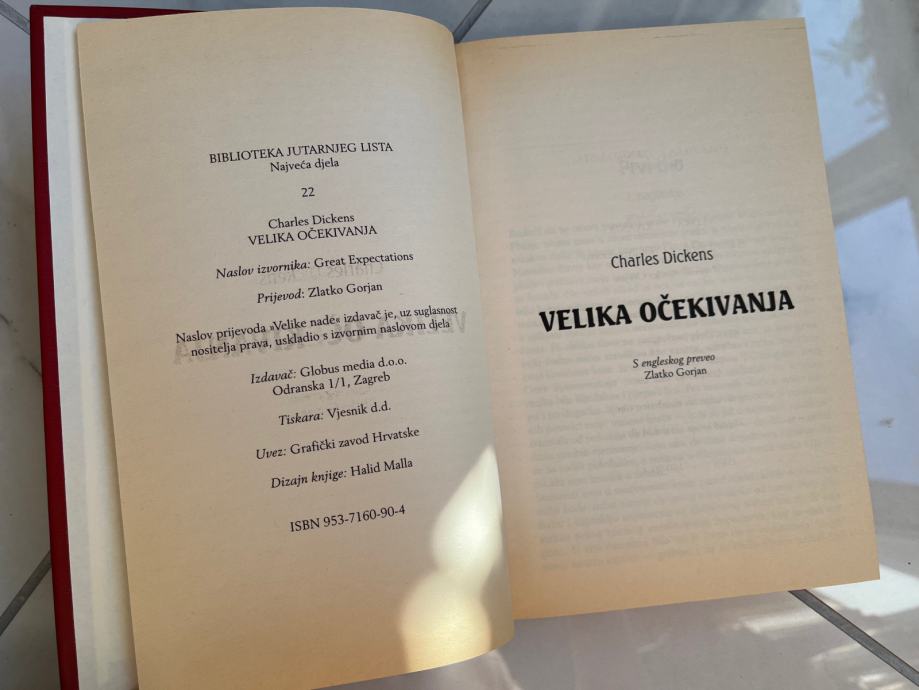 BIBLIOTEKA JUTARNJEG LISTA
Najveća djela
22
Charles Dickens
VELIKA OČEKIVANJA
Naslov izvornika: Great Expectations
Prijevod: Zlatko Gorjan
Naslov prijevoda »Velike nade« izdavač je, uz suglasnost
nositelja prava, uskladio s izvornim naslovom djela
Izdavač: Globus media d.o.o.
Odranska 1/1, Zagreb
Tiskara: Vjesnik d.d.
Uvez: Grafički zavod Hrvatske
Dizajn knjige: Halid Malla
ISBN 953-7160-90-4
Charles Dickens
VELIKA OČEKIVANJA
S engleskog preveo
Zlatko Gorjan